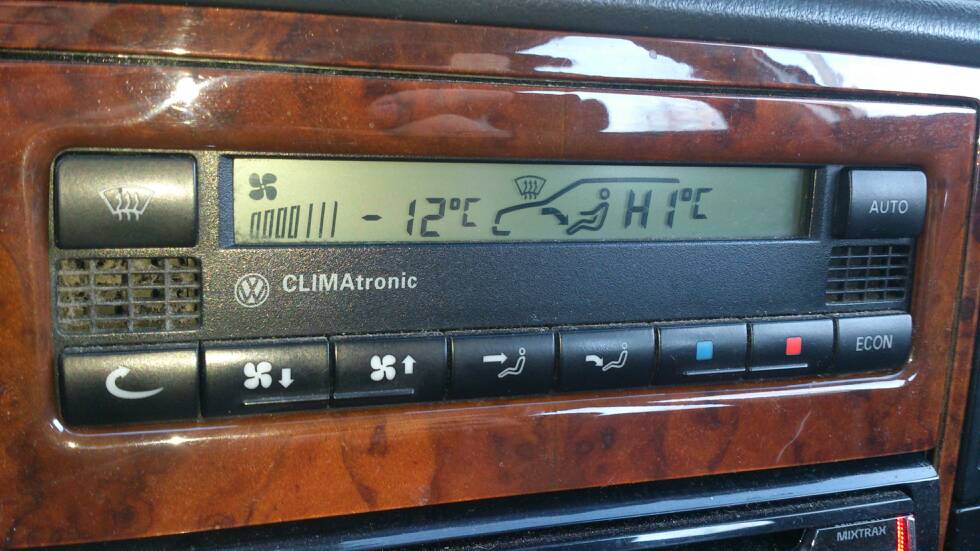 -12°C HI°C
AUTO
CLIMAtronic
ECON
MIXTRAX